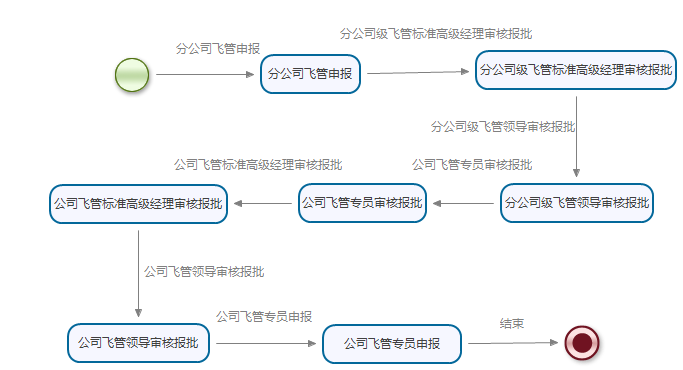 分公司飞管申报
分公司级飞管标准高级经理审核报批
分公司飞管申报
分公司级飞管标准高级经理审核报批
分公司级飞管领导审核报批
公司飞管标准高级经理审核报批
公司飞管专员审核报批
公司飞管标准高级经理审核报批
公司飞管专员审核报批
分公司级飞管领导审核报批
公司飞管领导审核报批
公司飞管专员申报
结束
公司飞管领导审核报批
公司飞管专员申报